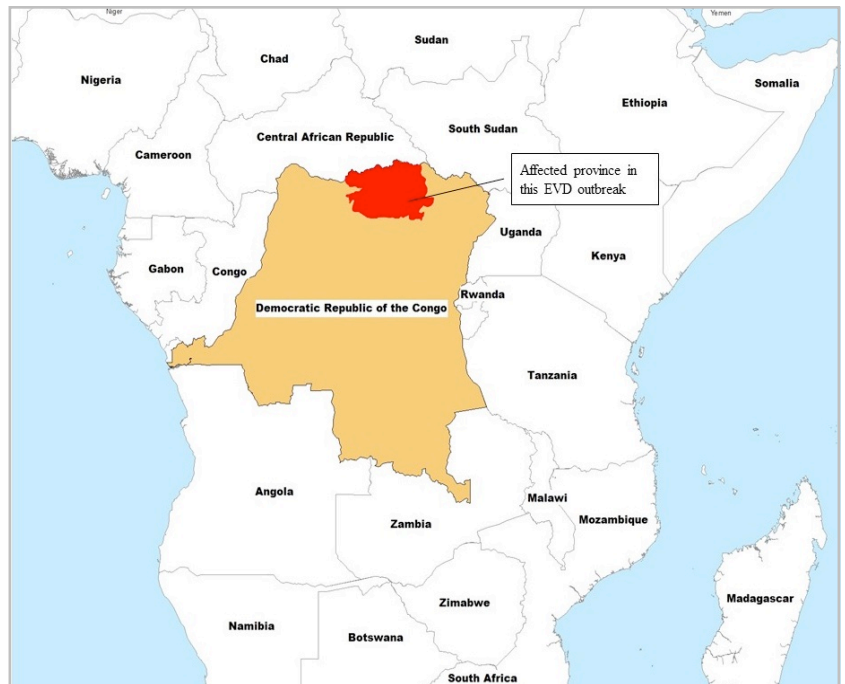 Niger
Yemen
Sudan
Chad
Nigeria
Somalia
Ethiopia
South Sudan
Central African Republic
Cameroon
Affected province in
this EVD outbreak
Uganda
Kenya
Gabon
Congo
Rwanda
Democratic Republic of the Congo
Tanzania
Angola
Malawi
Mozambique
Zambia
Madagascar
Zimbabwe
Namibia
Botswana
South Africa